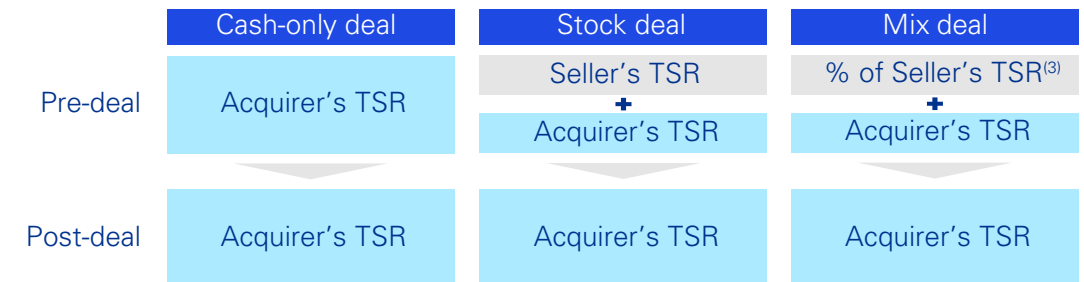 Cash-only deal
Stock deal
Mix deal
Pre-deal
Acquirer’s TSR
Seller’s TSR
+
Acquirer’s TSR
% of Seller’s TSR(3)
+
Acquirer’s TSR
Post-deal
Acquirer’s TSR
Acquirer’s TSR
Acquirer’s TSR